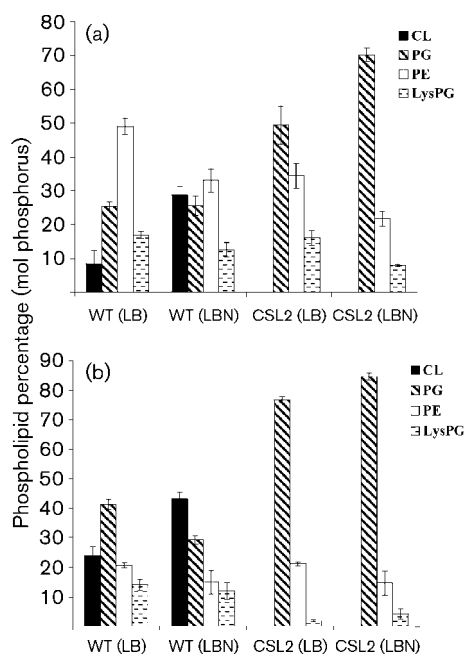 Phospholipid percentage (mol phosphorus)
(a)
80
70
60
50
40
30
20
10
CL
PG
PE
LysPG
WT (LB) WT (LBN) CSL2 (LB) CSL2 (LBN)
(b)
90
80
70
60
50
40
30
20
10
CL
PG
PE
LysPG
WT (LB) WT (LBN) CSL2 (LB) CSL2 (LBN)